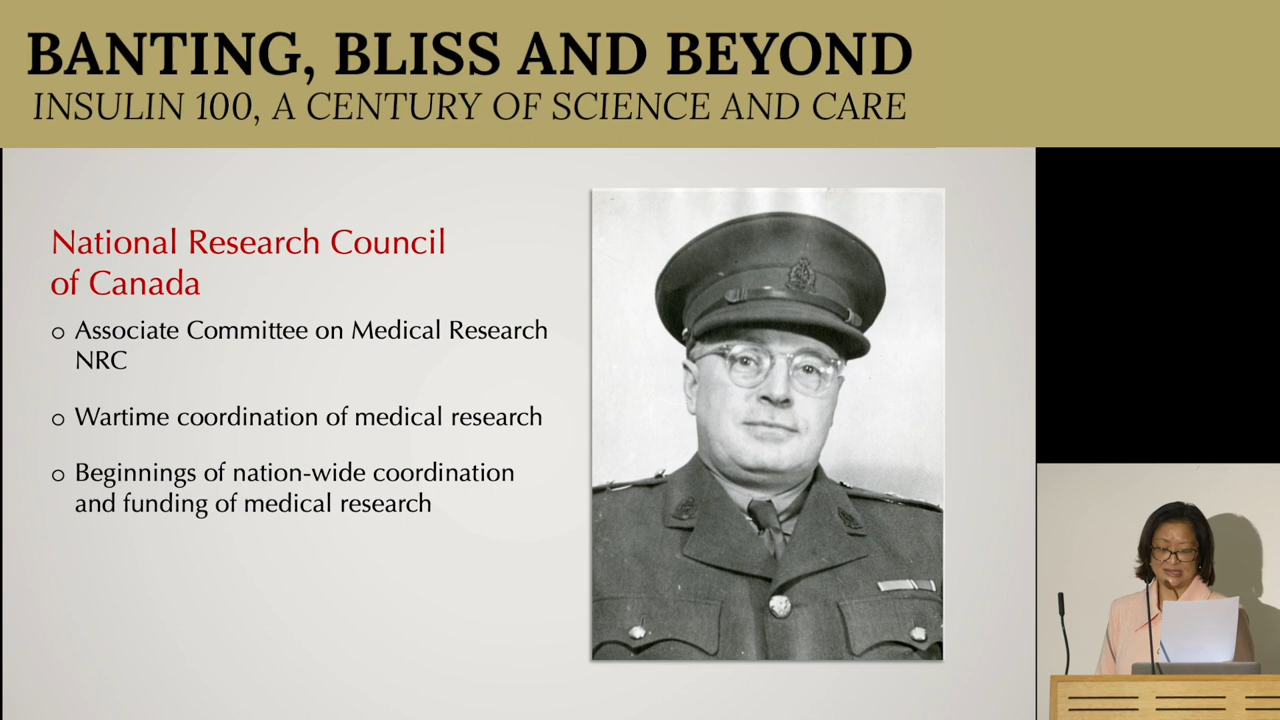 BANTING, BLISS AND BEYOND
INSULIN 100, A CENTURY OF SCIENCE AND CARE
National Research Council
of Canada
o Associate Committee on Medical Research
NRC
o Wartime coordination of medical research
o Beginnings of nation-wide coordination
and funding of medical research